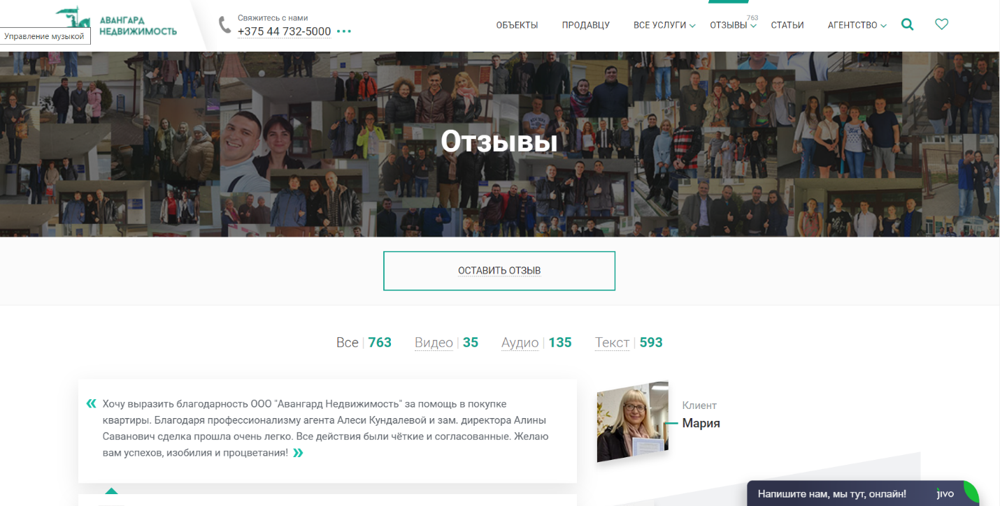 АВАНГАРД
НЕДВИЖИМОСТЬ
Управление музыкой
Свяжитесь с нами
+375 44 732-5000
763
ОБЪЕКТЫ ПРОДАВЦУ ВСЕ УСЛУГИ ОТЗЫВЫ СТАТЬИ АГЕНТСТВО
Отзывы
ОСТАВИТЬ ОТЗЫВ
Все | 763 Видео | 35 Аудио | 135 Текст | 593
« Хочу выразить благодарность ООО "Авангард Недвижимость" за помощь в покупке
квартиры. Благодаря профессионализму агента Алеси Кундалевой и зам. директора Алины
Саванович сделка прошла очень легко. Все действия были чёткие и согласованные. Желаю
вам успехов, изобилия и процветания! »
Клиент
Мария
Напишите нам, мы тут, онлайн! jivo